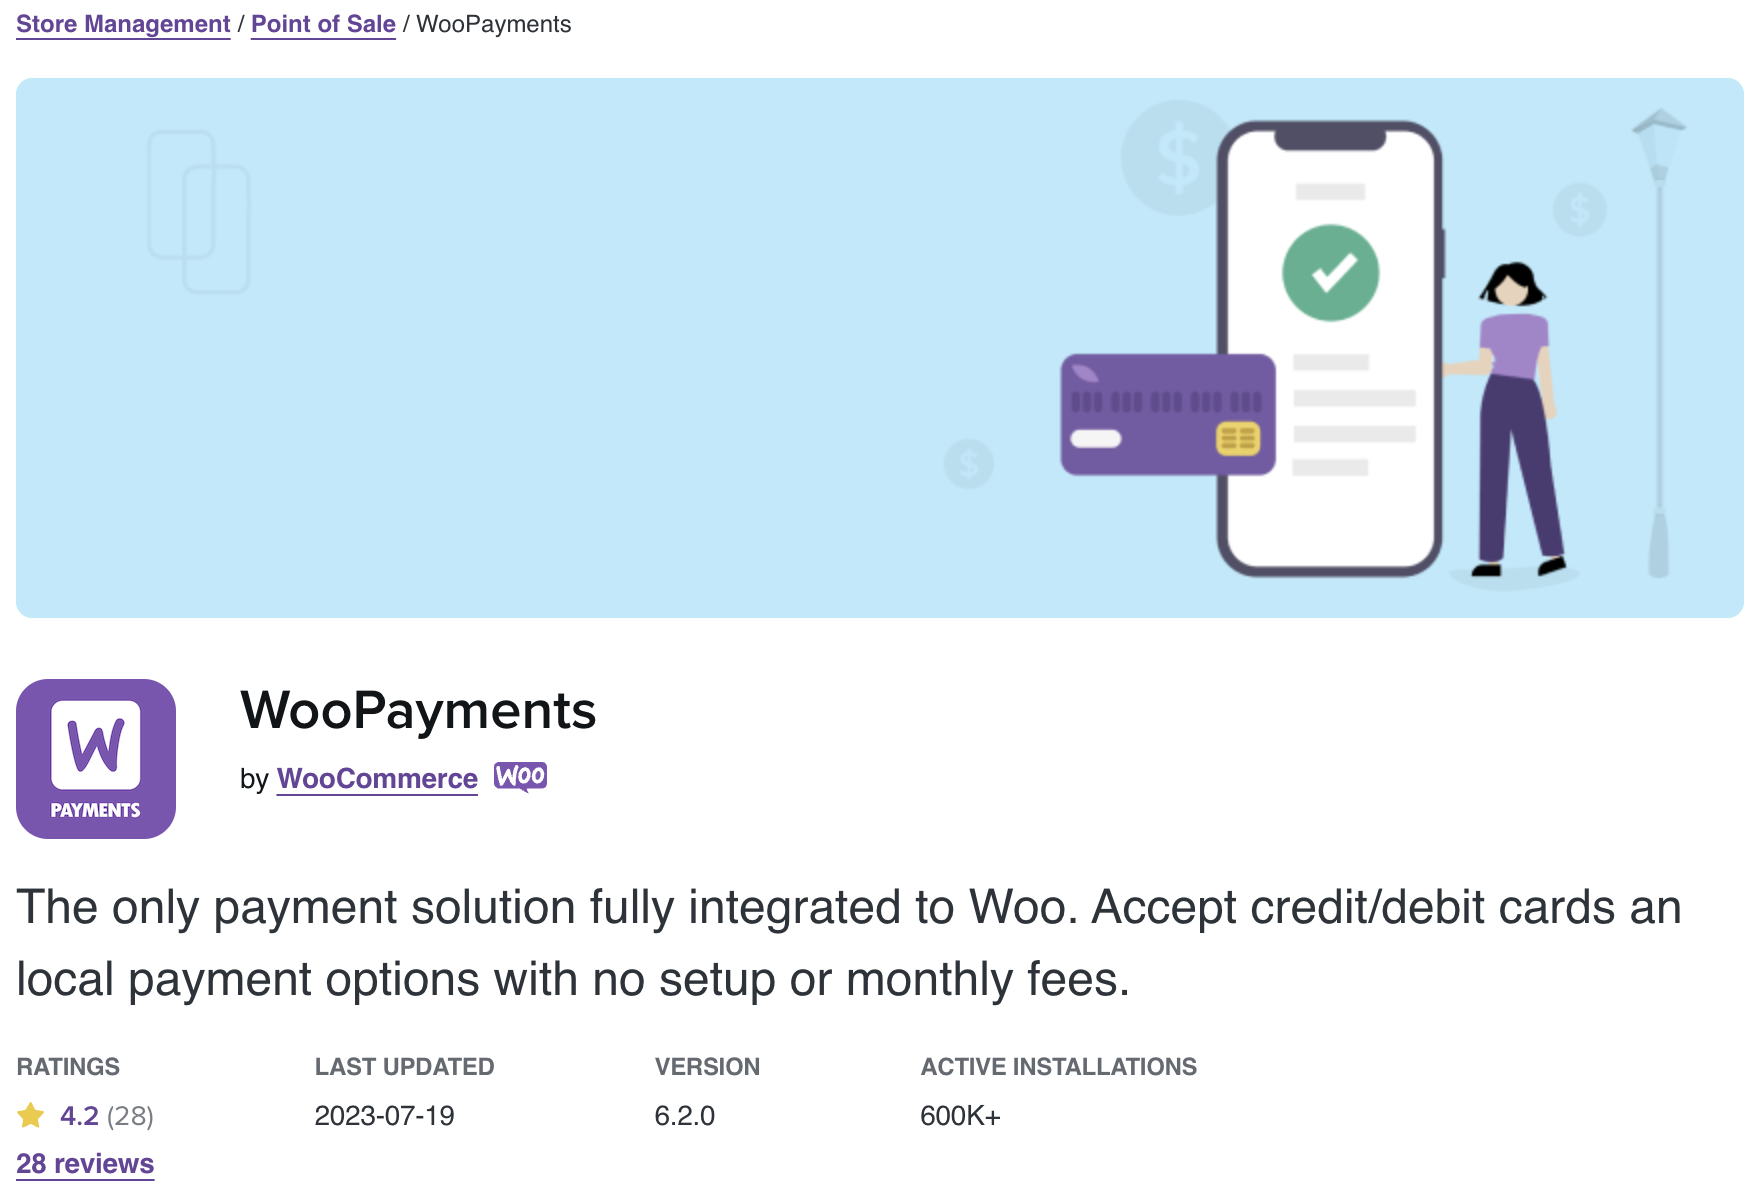 Store Management / Point of Sale / WooPayments
$
$
$
W
PAYMENTS
WooPayments
by WooCommerce WOO
The only payment solution fully integrated to Woo. Accept credit/debit cards an
local payment options with no setup or monthly fees.
RATINGS LAST UPDATED VERSION ACTIVE INSTALLATIONS
4.2 (28) 2023-07-19 6.2.0 600K+
28 reviews